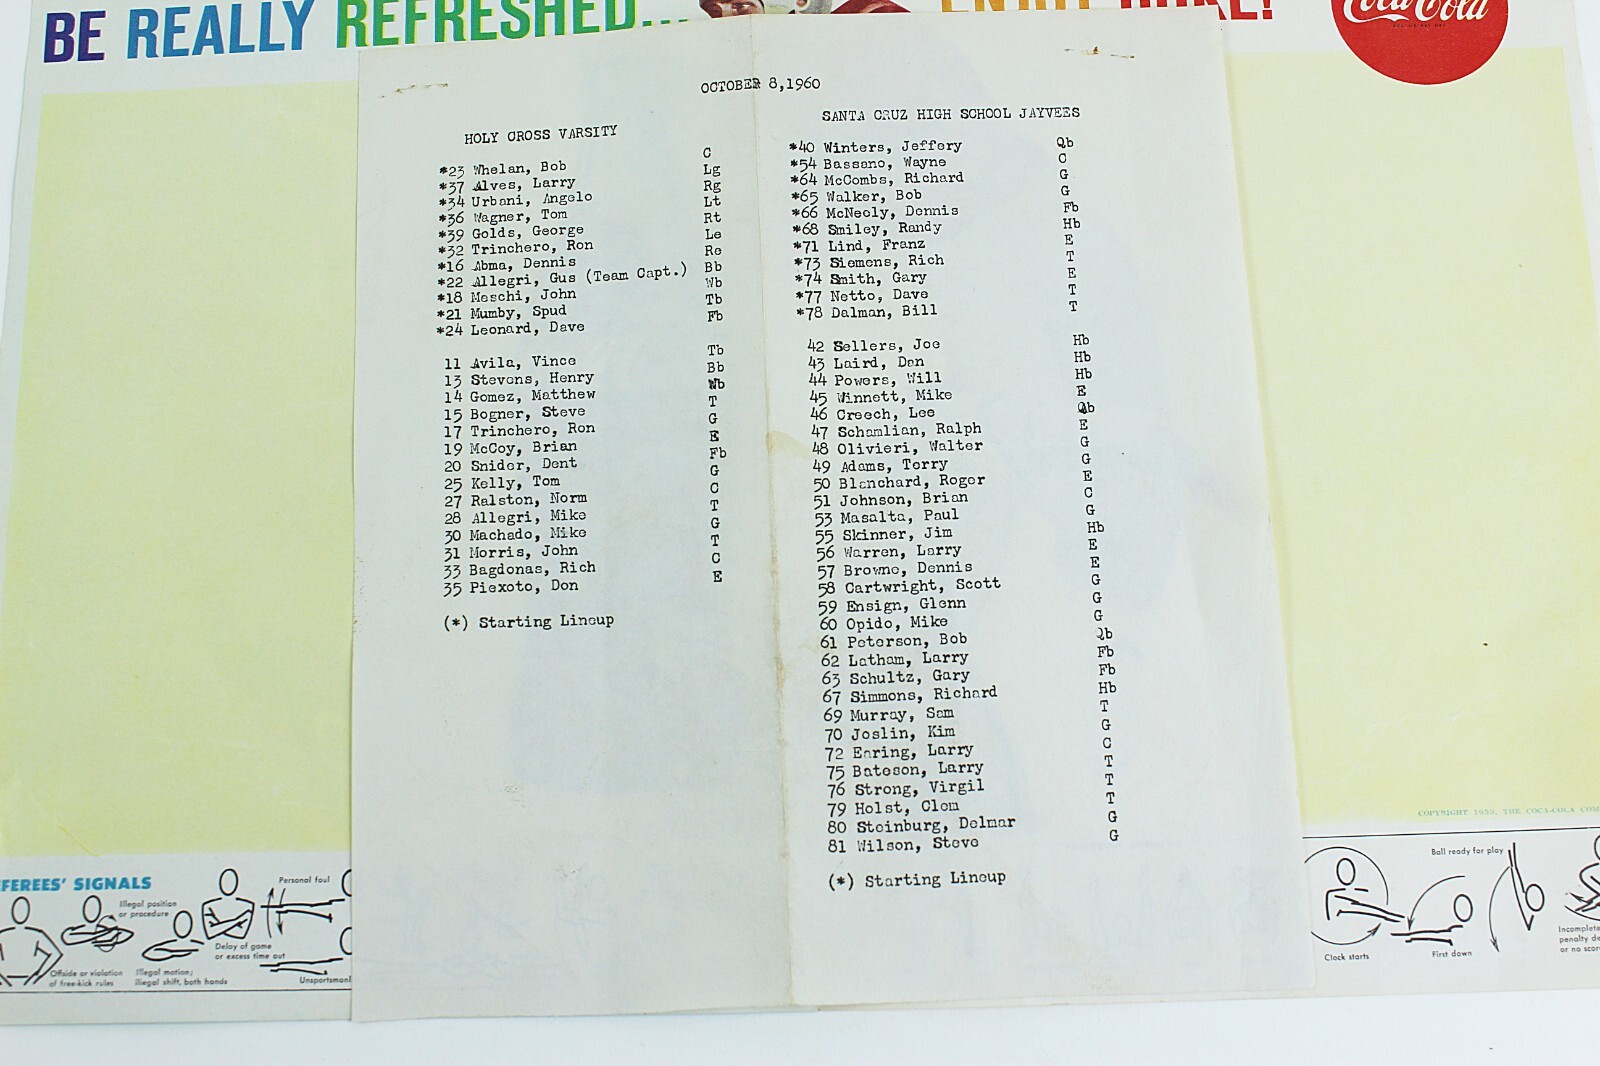 BE REALLY REFRESHED...
Coca-Cola
OCTOBER 8,1960
HOLY CROSS VARSITY
*23 Whelan, Bob C
*37 Alves, Larry Lg
*34 Urbani, Angelo Rg
*36 Wagner, Tom Lt
*39 Golds, George Rt
*32 Trinchero, Ron Le
*16 Abma, Dennis Re
*22 Allegri, Gus (Team Capt.) Bb
*18 Meschi, John Wb
*21 Mumby, Spud Tb
*24 Leonard, Dave Fb
11 Avila, Vince Tb
13 Stevens, Henry Bb
14 Gomez, Matthew Wb
15 Bogner, Steve T
17 Trinchero, Ron G
19 McCoy, Brian E
20 Snider, Dent Fb
25 Kelly, Tom G
27 Ralston, Norm C
28 Allegri, Mike T
30 Machado, Mike G
31 Morris, John T
33 Bagdonas, Rich C
35 Piexoto, Don E
(*) Starting Lineup
SANTA CRUZ HIGH SCHOOL JAYVEES
*40 Winters, Jeffery Qb
*54 Bassano, Wayne C
*64 McCombs, Richard G
*65 Walker, Bob G
*66 McNeely, Dennis Fb
*68 Smiley, Randy Hb
*71 Lind, Franz E
*73 Siemens, Rich T
*74 Smith, Gary E
*77 Netto, Dave T
*78 Dalman, Bill T
42 Sellers, Joe Hb
43 Laird, Dan Hb
44 Powers, Will Hb
45 Winnett, Mike E
46 Creech, Lee Qb
47 Schamlian, Ralph E
48 Olivieri, Walter G
49 Adams, Terry G
50 Blanchard, Roger E
51 Johnson, Brian C
53 Masalta, Paul G
55 Skinner, Jim Hb
56 Warren, Larry E
57 Browne, Dennis E
58 Cartwright, Scott G
59 Ensign, Glenn G
60 Opido, Mike G
61 Peterson, Bob Qb
62 Latham, Larry Fb
63 Schultz, Gary Fb
67 Simmons, Richard Hb
69 Murray, Sam T
70 Joslin, Kim G
72 Earing, Larry C
75 Bateson, Larry T
76 Strong, Virgil T
79 Holst, Clem T
80 Steinburg, Delmar G
81 Wilson, Steve G
(*) Starting Lineup
COPYRIGHT 1959, THE COCA-COLA COM
FEREES' SIGNALS
Illegal position
or procedure
Personal foul
Delay of game
or excess time out
Offside or violation
of free-kick rules
Illegal motion;
illegal shift, both hands
Unsportsmanl
Ball ready for play
Clock starts
First down
Incomplete
penalty de
or no scor